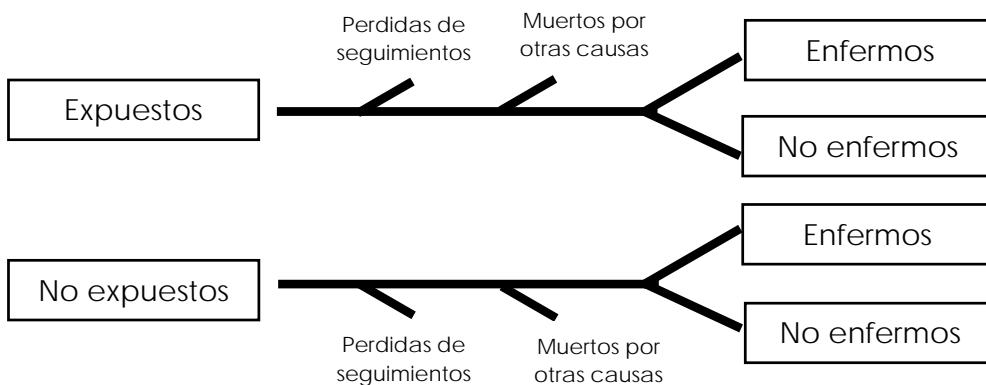 Perdidas de
seguimientos
Muertos por
otras causas
Enfermos
Expuestos
No enfermos
Enfermos
No expuestos
No enfermos
Perdidas de
seguimientos
Muertos por
otras causas